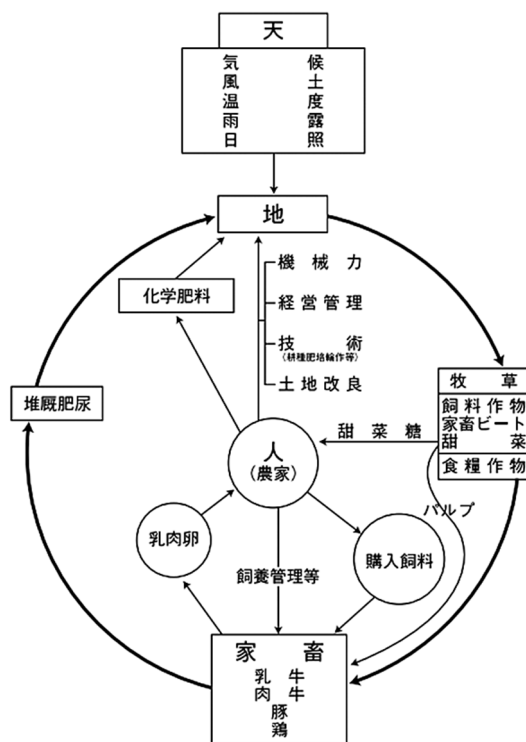 天
気候
風土
温度
雨露
日照
地
機械力
化学肥料
経営管理
技術
(耕種肥培輪作等)
土地改良
堆厩肥尿
牧草
飼料作物
家畜ビート
甜菜
食糧作物
甜菜糖
人
(農家)
パルプ
乳肉卵
飼養管理等
購入飼料
家畜
乳牛
肉牛
豚
鶏